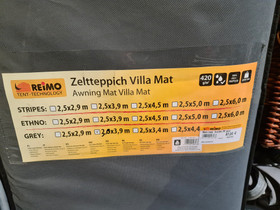 REIMO
TENT-TECHNOLOGY
Zeltteppich Villa Mat
Awning Mat Villa Mat
420
STRIPES: 2,5x2,9 m 2,5x3,9 m 2,5x4,5 m 2,5x5,0 m 2,5x6,0 m
ETHNO: 2,5x2,9 m 2,5x3,9 m 2,5x4,5 m 2,5x5,0 m 2,5x6,0 m
GREY: 2,5x2,9 m 2,5x3,9 m 2,5x3,4 m 2,5x4,4